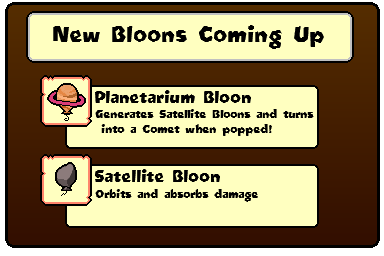 New Bloons Coming Up
Planetarium Bloon
Generates Satellite Bloons and turns
into a Comet when popped!
Satellite Bloon
Orbits and absorbs damage